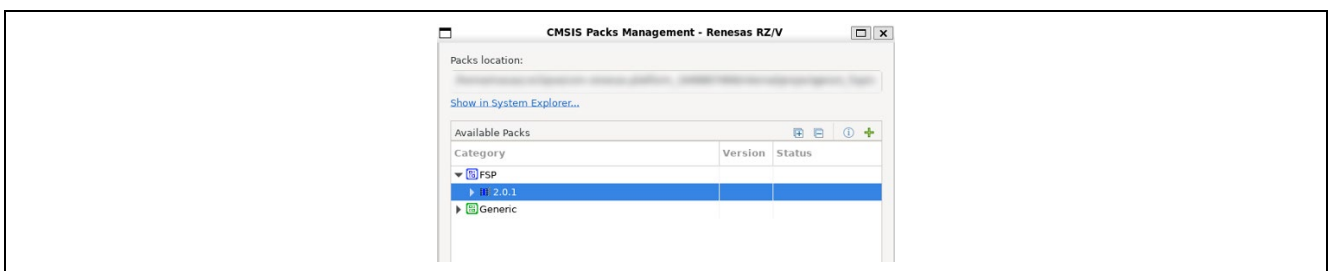 CMSIS Packs Management - Renesas RZ/V
Packs location:
Show in System Explorer...
Available Packs
Category Version Status
FSP
2.0.1
Generic